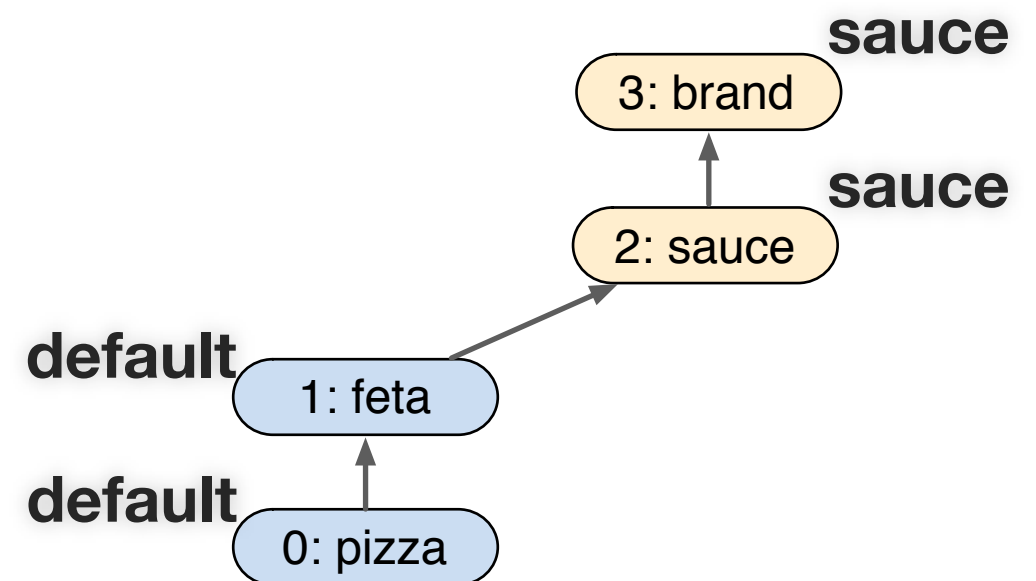 sauce
3: brand
sauce
2: sauce
default
1: feta
default
0: pizza